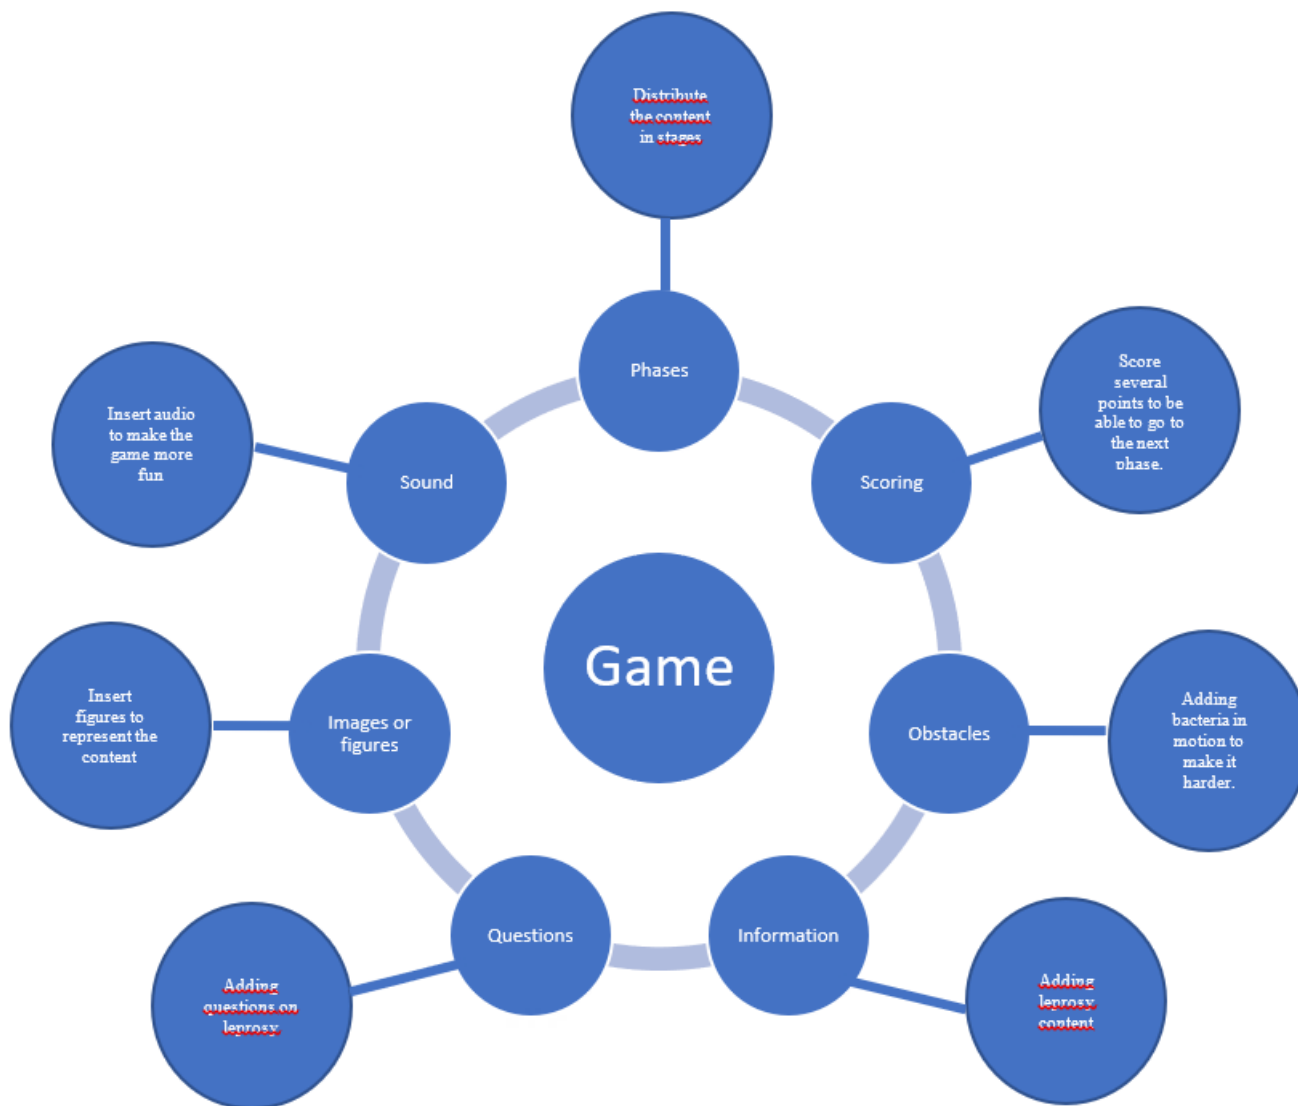 Distribute
the content
in stages
Phases
Score
several
points to be
able to go to
the next
phase.
Scoring
Insert audio
to make the
game more
fun
Sound
Game
Insert
figures to
represent the
content
Images or
figures
Obstacles
Adding
bacteria in
motion to
make it
harder.
Questions
Information
Adding
questions on
leprosy.
Adding
leprosy
content